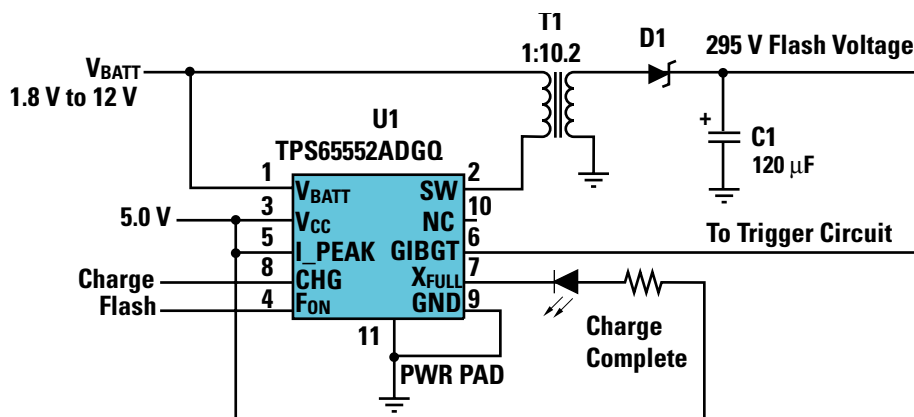 T1
1:10.2
D1
295 V Flash Voltage
VBATT
1.8 V to 12 V
U1
TPS65552ADGQ
+
C1
120 μF
1
2
VBATT
SW
5.0 V
3
10
VCC
NC
5
6
To Trigger Circuit
I_PEAK
GIBGT
Charge
8
7
CHG
XFULL
Flash
4
9
FON
GND
11
Charge
Complete
PWR PAD